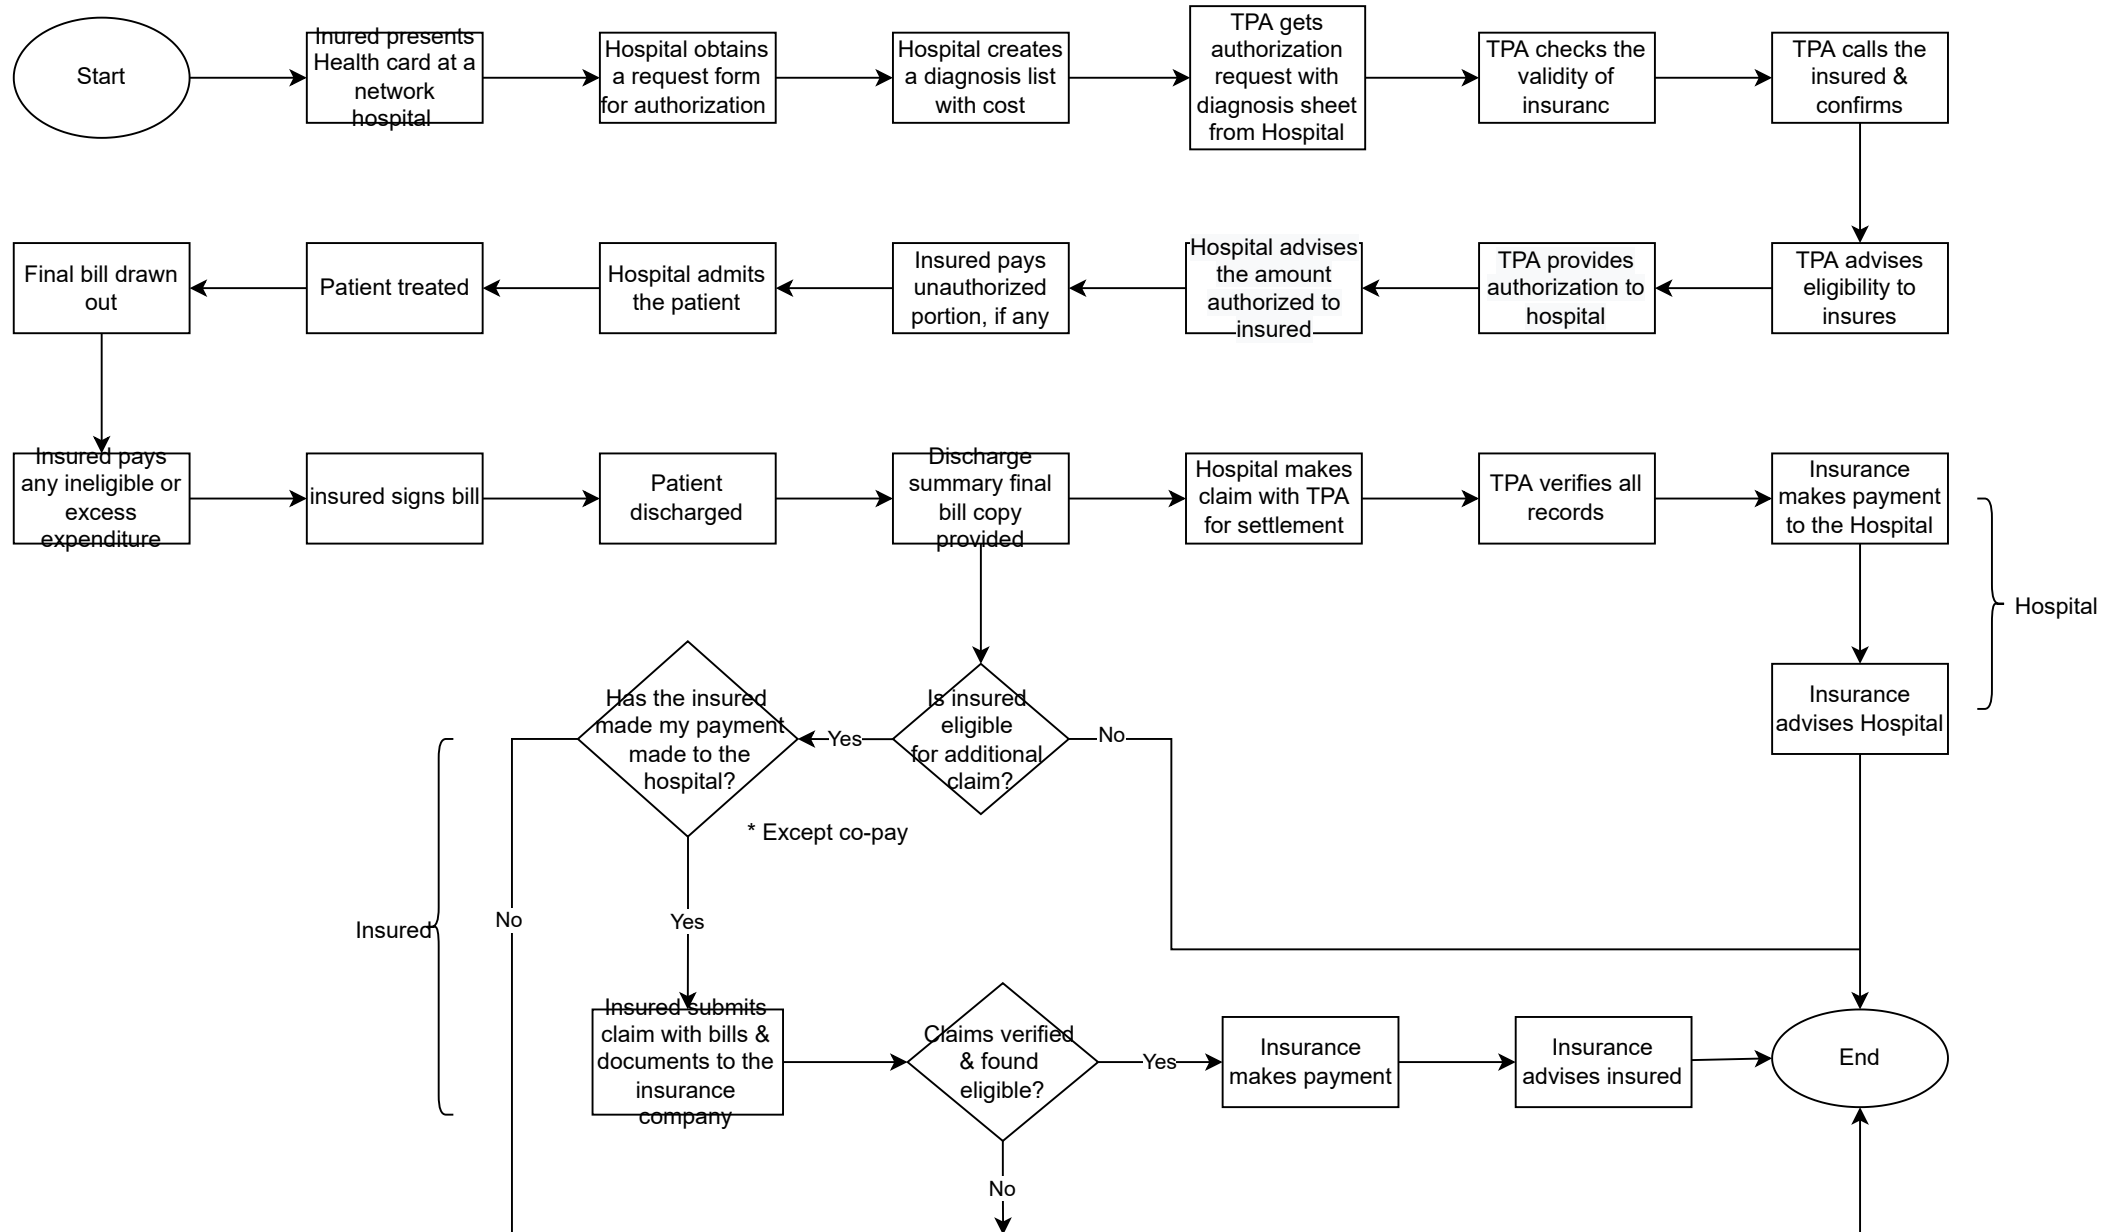 Start
Inured presents
Health card at a
network
hospital
Hospital obtains
a request form
for authorization
Hospital creates
a diagnosis list
with cost
TPA gets
authorization
request with
diagnosis sheet
from Hospital
TPA checks the
validity of
insuranc
TPA calls the
insured &
confirms
TPA advises
eligibility to
insures
TPA provides
authorization to
hospital
Hospital advises
the amount
authorized to
insured
Insured pays
unauthorized
portion, if any
Hospital admits
the patient
Patient treated
Final bill drawn
out
Insured pays
any ineligible or
excess
expenditure
insured signs bill
Patient
discharged
Discharge
summary final
bill copy
provided
Hospital makes
claim with TPA
for settlement
TPA verifies all
records
Insurance
makes payment
to the Hospital
Hospital
Insurance
advises Hospital
Is insured
eligible
for additional
claim?
No
Yes
Has the insured
made my payment
made to the
hospital?
* Except co-pay
No
Yes
Insured
Insured submits
claim with bills &
documents to the
insurance
company
Claims verified
& found
eligible?
Yes
Insurance
makes payment
Insurance
advises insured
End
No